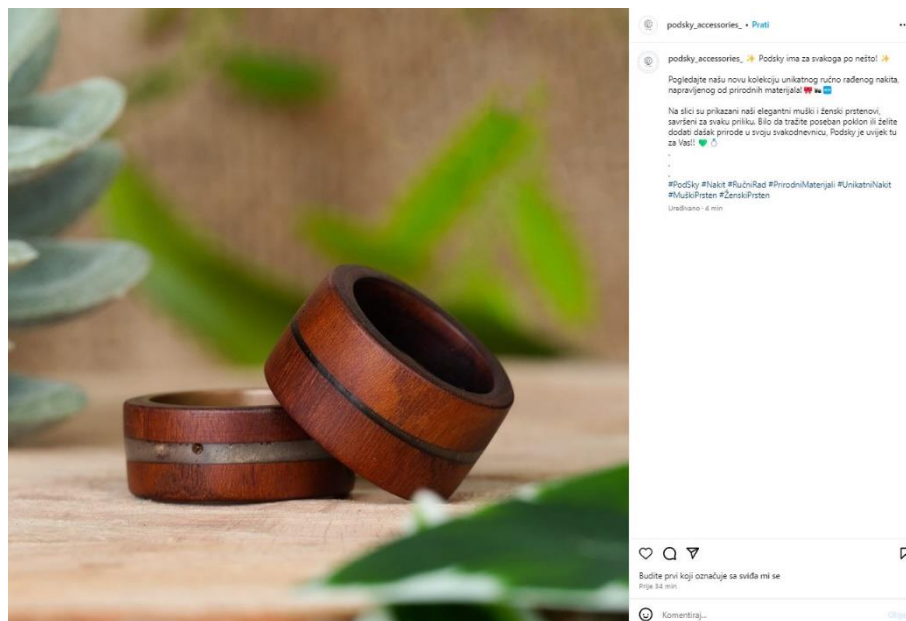 podsky_accessories_ • Prati
podsky_accessories_ ✨ Podsky ima za svakoga po nešto! ✨
Pogledajte našu novu kolekciju unikatnog ručno rađenog nakita,
napravljenog od prirodnih materijala!
Na slici su prikazani naši elegantni muški i ženski prstenovi,
savršeni za svaku priliku. Bilo da tražite poseban poklon ili želite
dodati dašak prirode u svoju svakodnevnicu, Podsky je uvijek tu
za Vas!! 💚 💍
.
.
.
#PodSky #Nakit #RučniRad #PrirodniMaterijali #UnikatniNakit
#MuškiPrsten #ŽenskiPrsten
Uređivano · 4 min
Budite prvi koji označuje sa sviđa mi se
Prije 34 min
Komentiraj...